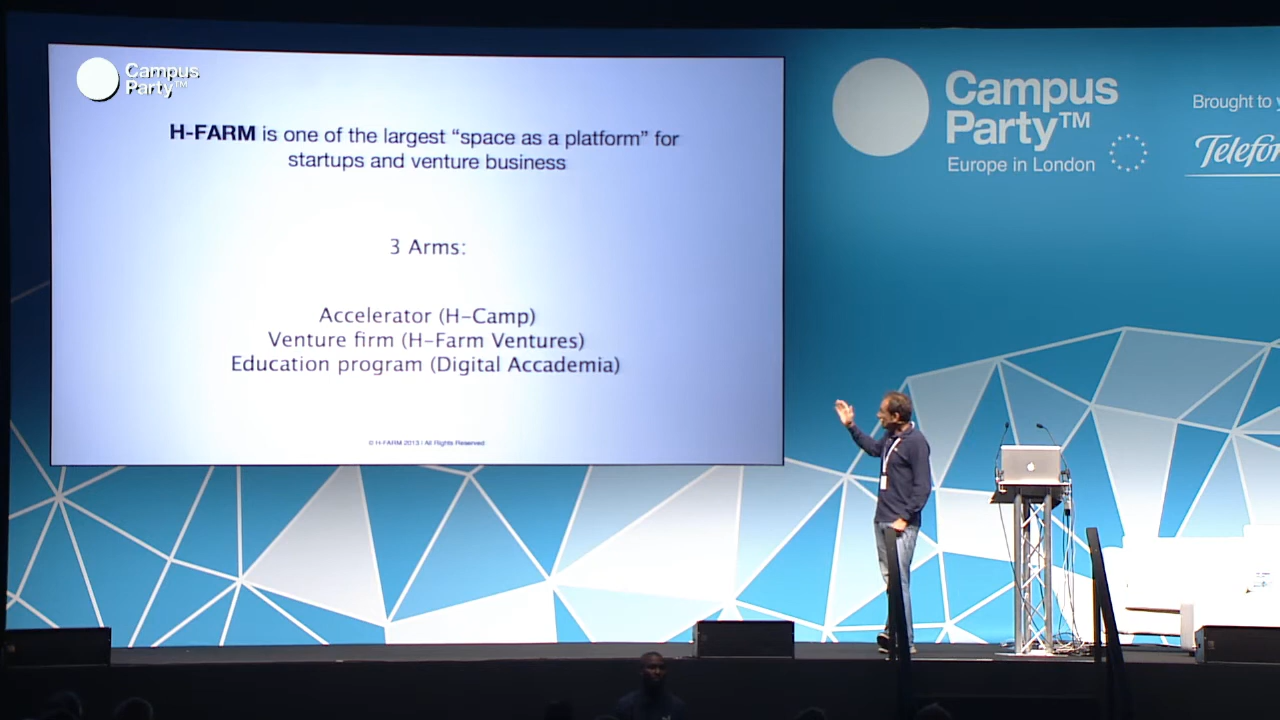 Campus
Party™
H-FARM is one of the largest “space as a platform” for
startups and venture business
3 Arms:
Accelerator (H-Camp)
Venture firm (H-Farm Ventures)
Education program (Digital Accademia)
© H-FARM 2013 / All Rights Reserved
Campus
Party™
Europe in London
Brought to